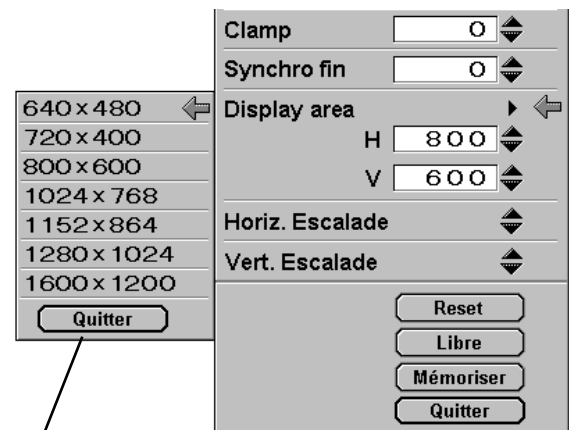 Clamp 0
Synchro fin 0
Display area
H 800
V 600
Horiz. Escalade
Vert. Escalade
Reset
Libre
Mémoriser
Quitter
640 x 480
720 x 400
800 x 600
1024 x 768
1152 x 864
1280 x 1024
1600 x 1200
Quitter